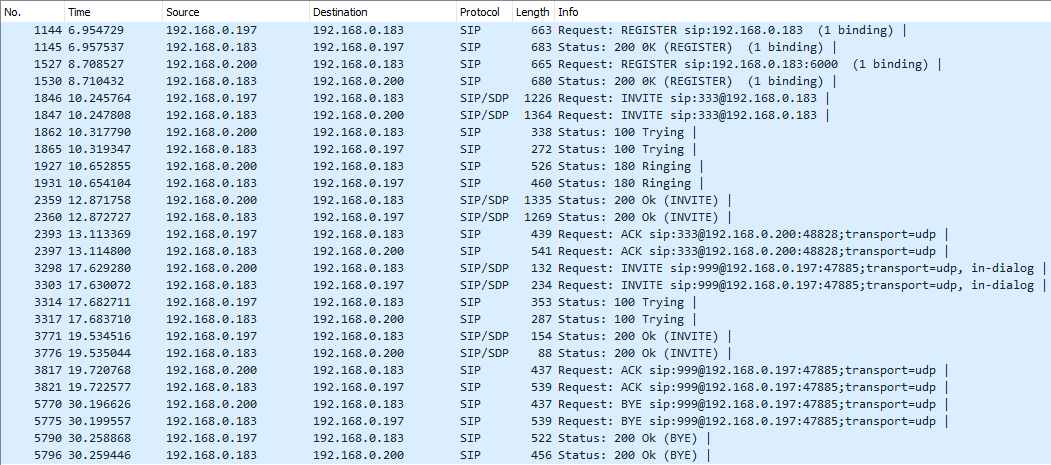 No. Time Source Destination Protocol Length Info
1144 6.954729 192.168.0.197 192.168.0.183 SIP 663 Request: REGISTER sip:192.168.0.183  (1 binding) |
1145 6.957537 192.168.0.183 192.168.0.197 SIP 683 Status: 200 OK (REGISTER)  (1 binding) |
1527 8.708527 192.168.0.200 192.168.0.183 SIP 665 Request: REGISTER sip:192.168.0.183:6000  (1 binding) |
1530 8.710432 192.168.0.183 192.168.0.200 SIP 680 Status: 200 OK (REGISTER)  (1 binding) |
1846 10.245764 192.168.0.197 192.168.0.183 SIP/SDP 1226 Request: INVITE sip:333@192.168.0.183 |
1847 10.247808 192.168.0.183 192.168.0.200 SIP/SDP 1364 Request: INVITE sip:333@192.168.0.183 |
1862 10.317790 192.168.0.200 192.168.0.183 SIP 338 Status: 100 Trying |
1865 10.319347 192.168.0.183 192.168.0.197 SIP 272 Status: 100 Trying |
1927 10.652855 192.168.0.200 192.168.0.183 SIP 526 Status: 180 Ringing |
1931 10.654104 192.168.0.183 192.168.0.197 SIP 460 Status: 180 Ringing |
2359 12.871758 192.168.0.200 192.168.0.183 SIP/SDP 1335 Status: 200 Ok (INVITE) |
2360 12.872727 192.168.0.183 192.168.0.197 SIP/SDP 1269 Status: 200 Ok (INVITE) |
2393 13.113369 192.168.0.197 192.168.0.183 SIP 439 Request: ACK sip:333@192.168.0.200:48828;transport=udp |
2397 13.114800 192.168.0.183 192.168.0.200 SIP 541 Request: ACK sip:333@192.168.0.200:48828;transport=udp |
3298 17.629280 192.168.0.200 192.168.0.183 SIP/SDP 132 Request: INVITE sip:999@192.168.0.197:47885;transport=udp, in-dialog |
3303 17.630072 192.168.0.183 192.168.0.197 SIP/SDP 234 Request: INVITE sip:999@192.168.0.197:47885;transport=udp, in-dialog |
3314 17.682711 192.168.0.197 192.168.0.183 SIP 353 Status: 100 Trying |
3317 17.683710 192.168.0.183 192.168.0.200 SIP 287 Status: 100 Trying |
3771 19.534516 192.168.0.197 192.168.0.183 SIP/SDP 154 Status: 200 Ok (INVITE) |
3776 19.535044 192.168.0.183 192.168.0.200 SIP/SDP 88 Status: 200 Ok (INVITE) |
3817 19.720768 192.168.0.200 192.168.0.183 SIP 437 Request: ACK sip:999@192.168.0.197:47885;transport=udp |
3821 19.722577 192.168.0.183 192.168.0.197 SIP 539 Request: ACK sip:999@192.168.0.197:47885;transport=udp |
5770 30.196626 192.168.0.200 192.168.0.183 SIP 437 Request: BYE sip:999@192.168.0.197:47885;transport=udp |
5775 30.199557 192.168.0.183 192.168.0.197 SIP 539 Request: BYE sip:999@192.168.0.197:47885;transport=udp |
5790 30.258868 192.168.0.197 192.168.0.183 SIP 522 Status: 200 Ok (BYE) |
5796 30.259446 192.168.0.183 192.168.0.200 SIP 456 Status: 200 Ok (BYE) |